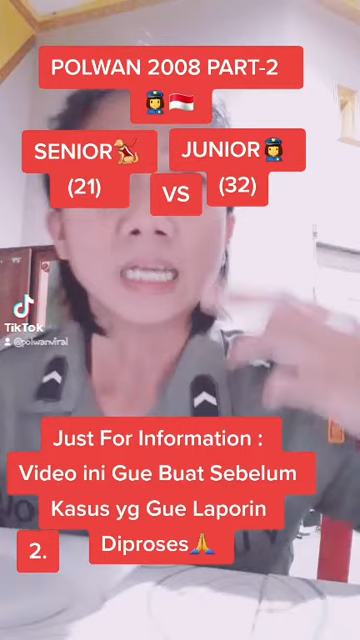 POLWAN 2008 PART-2
👮‍♀️🇮🇩
SENIOR🦮
JUNIOR👮‍♀️
(21)
VS
(32)
TikTok
@polwanviral
Just For Information :
Video ini Gue Buat Sebelum
Kasus yg Gue Laporin
2.
Diproses🙏